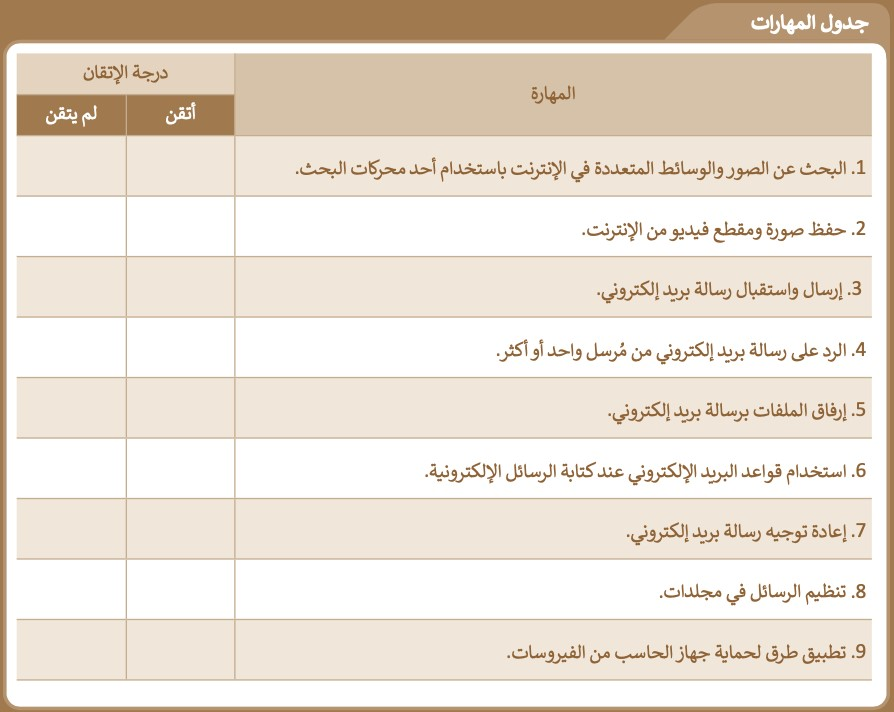 جدول المهارات
المهارة
درجة الإتقان
أتقن
لم يتقن
1. البحث عن الصور والوسائط المتعددة في الإنترنت باستخدام أحد محركات البحث.
2. حفظ صورة ومقطع فيديو من الإنترنت.
3. إرسال واستقبال رسالة بريد إلكتروني.
4. الرد على رسالة بريد إلكتروني من مُرسل واحد أو أكثر.
5. إرفاق الملفات برسالة بريد إلكتروني.
6. استخدام قواعد البريد الإلكتروني عند كتابة الرسائل الإلكترونية.
7. إعادة توجيه رسالة بريد إلكتروني.
8. تنظيم الرسائل في مجلدات.
9. تطبيق طرق لحماية جهاز الحاسب من الفيروسات.